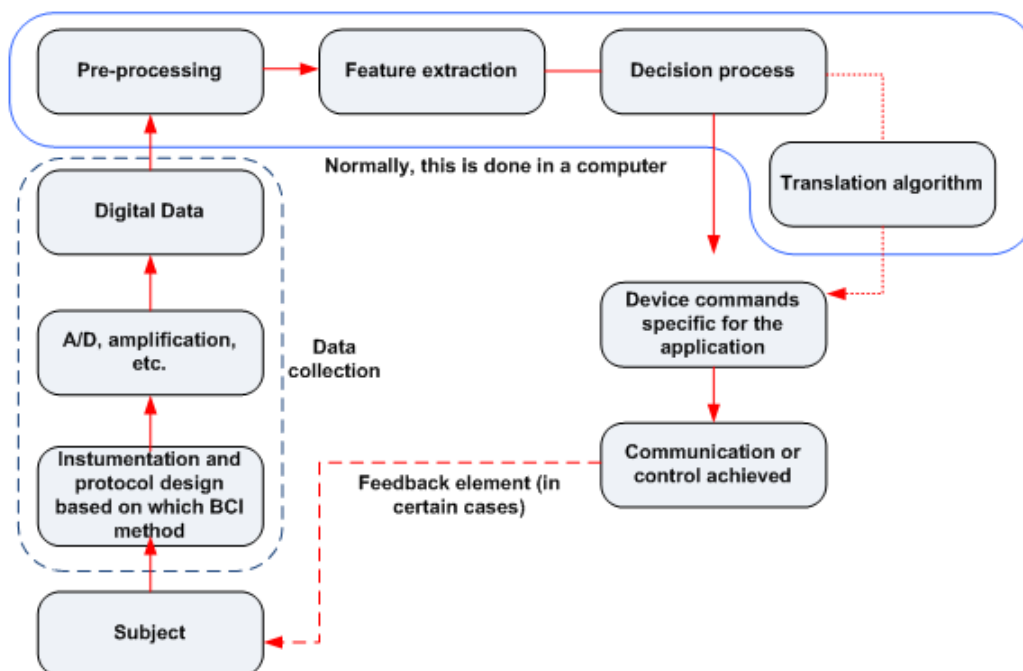 Pre-processing
Feature extraction
Decision process
Normally, this is done in a computer
Translation algorithm
Digital Data
Device commands
specific for the
application
A/D, amplification,
etc.
Data
collection
Communication or
control achieved
Instumentation and
protocol design
based on which BCI
method
Feedback element (in
certain cases)
Subject